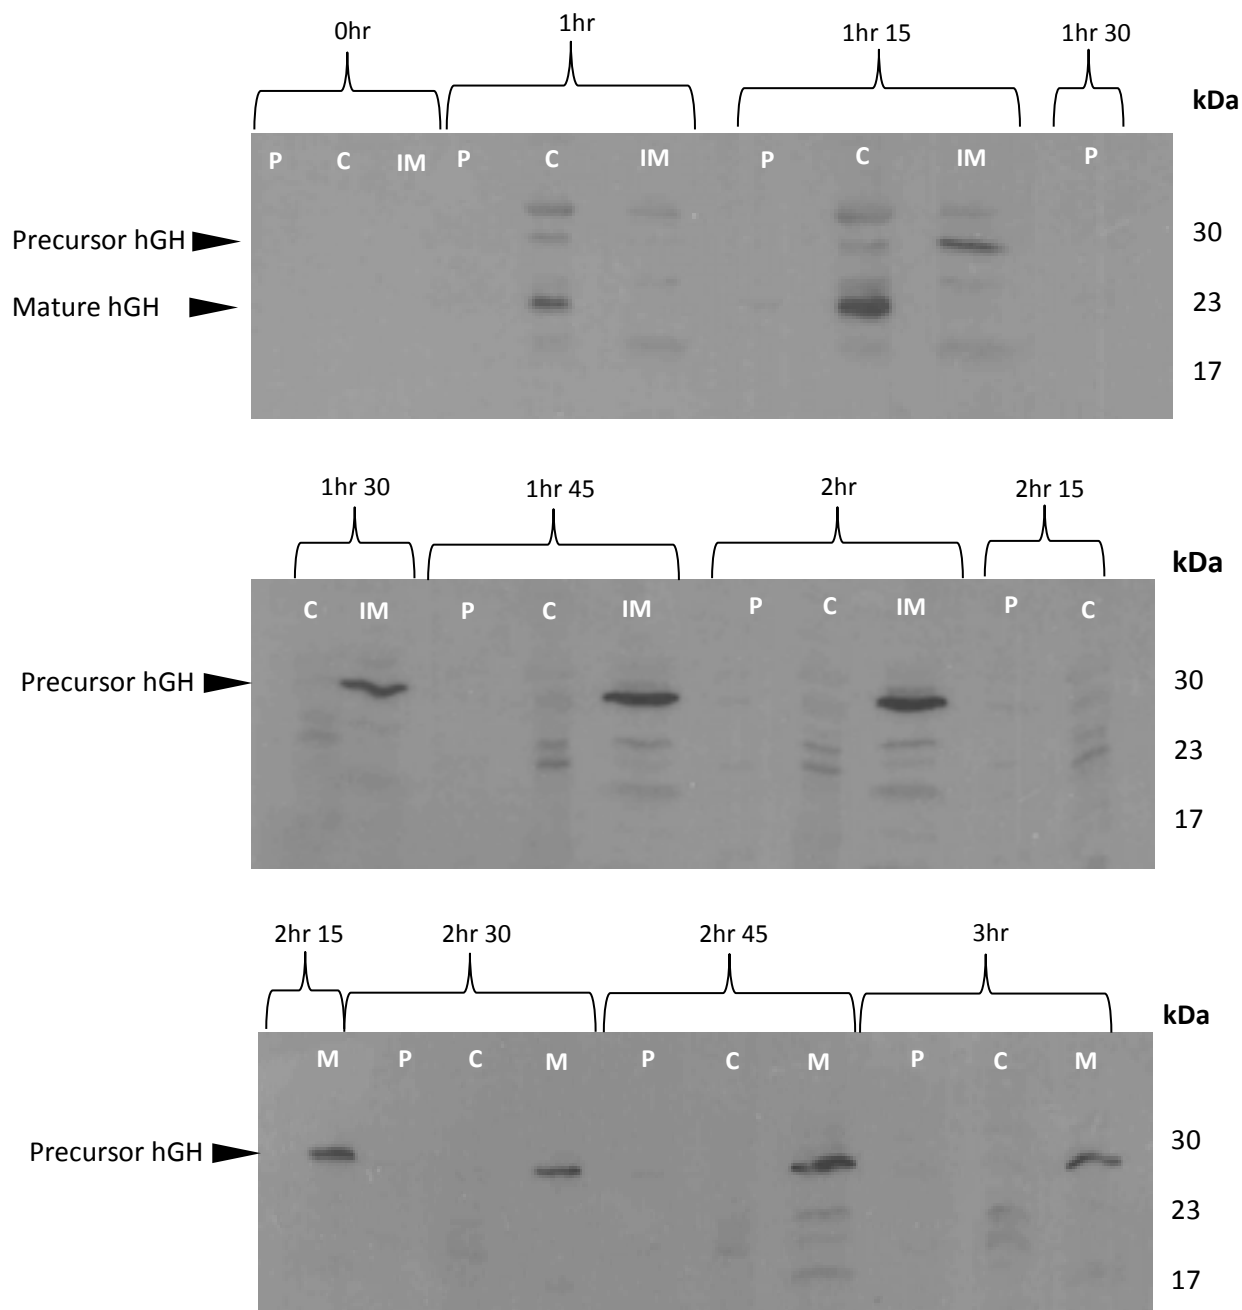 0hr 1hr 1hr 15 1hr 30
kDa
P C IM P C IM P C IM P
Precursor hGH 30
Mature hGH 23
17
1hr 30 1hr 45 2hr 2hr 15
kDa
C IM P C IM P C IM P C
Precursor hGH 30
23
17
2hr 15 2hr 30 2hr 45 3hr
kDa
M P C M P C M P C M
Precursor hGH 30
23
17